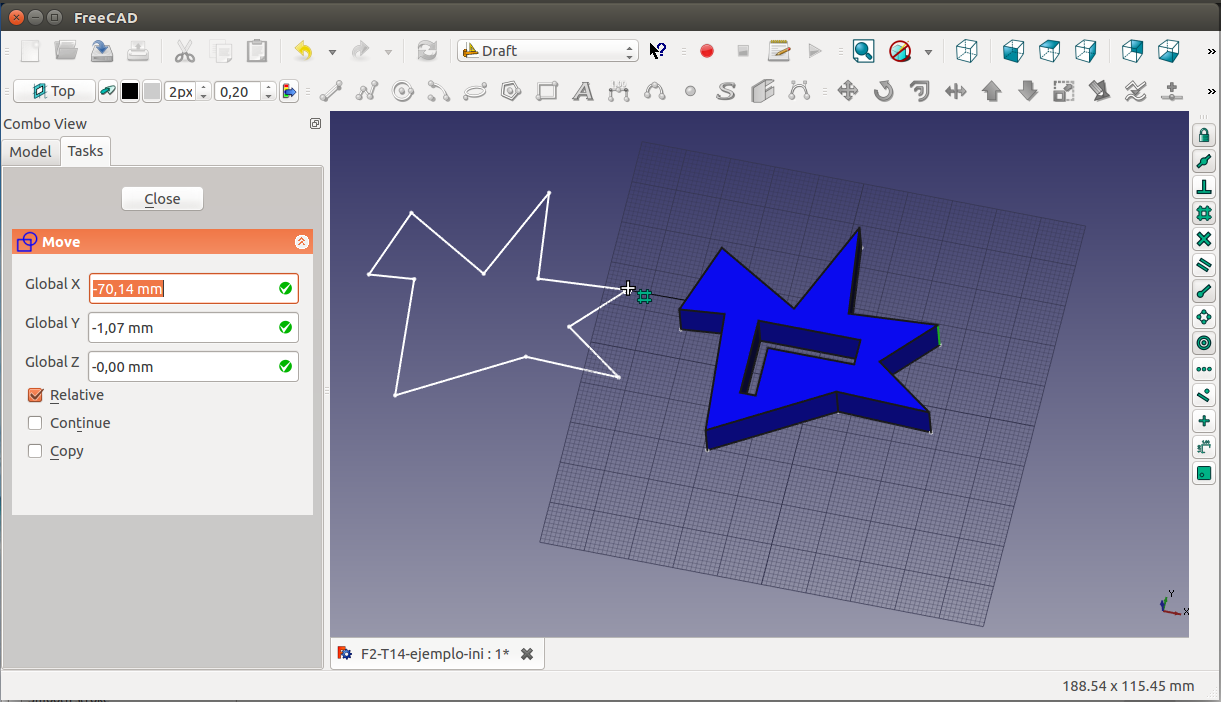 FreeCAD
Draft
»
Top
2px
0,20
»
Combo View
Model
Tasks
Close
Move
Global X
-70,14 mm
Global Y
-1,07 mm
Global Z
-0,00 mm
Relative
Continue
Copy
Y
X
F2-T14-ejemplo-ini : 1*
188.54 x 115.45 mm